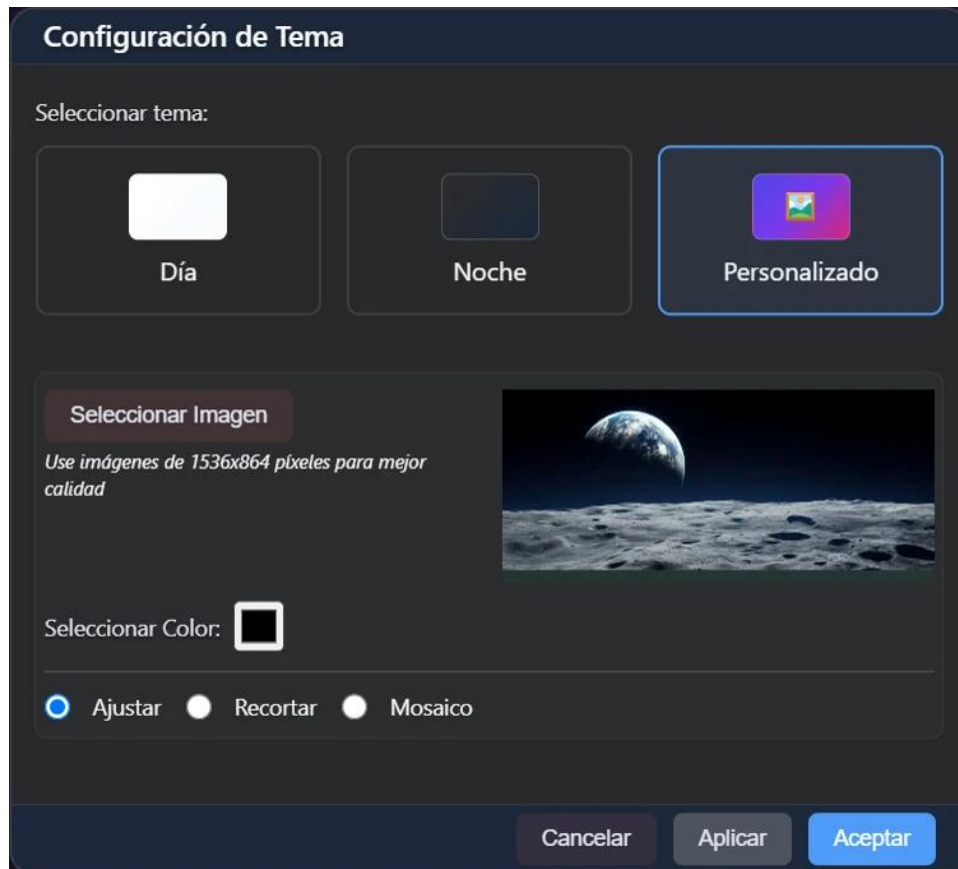 Configuración de Tema
Seleccionar tema:
Día
Noche
Personalizado
Seleccionar Imagen
Use imágenes de 1536x864 píxeles para mejor
calidad
Seleccionar Color:
Ajustar Recortar Mosaico
Cancelar Aplicar Aceptar